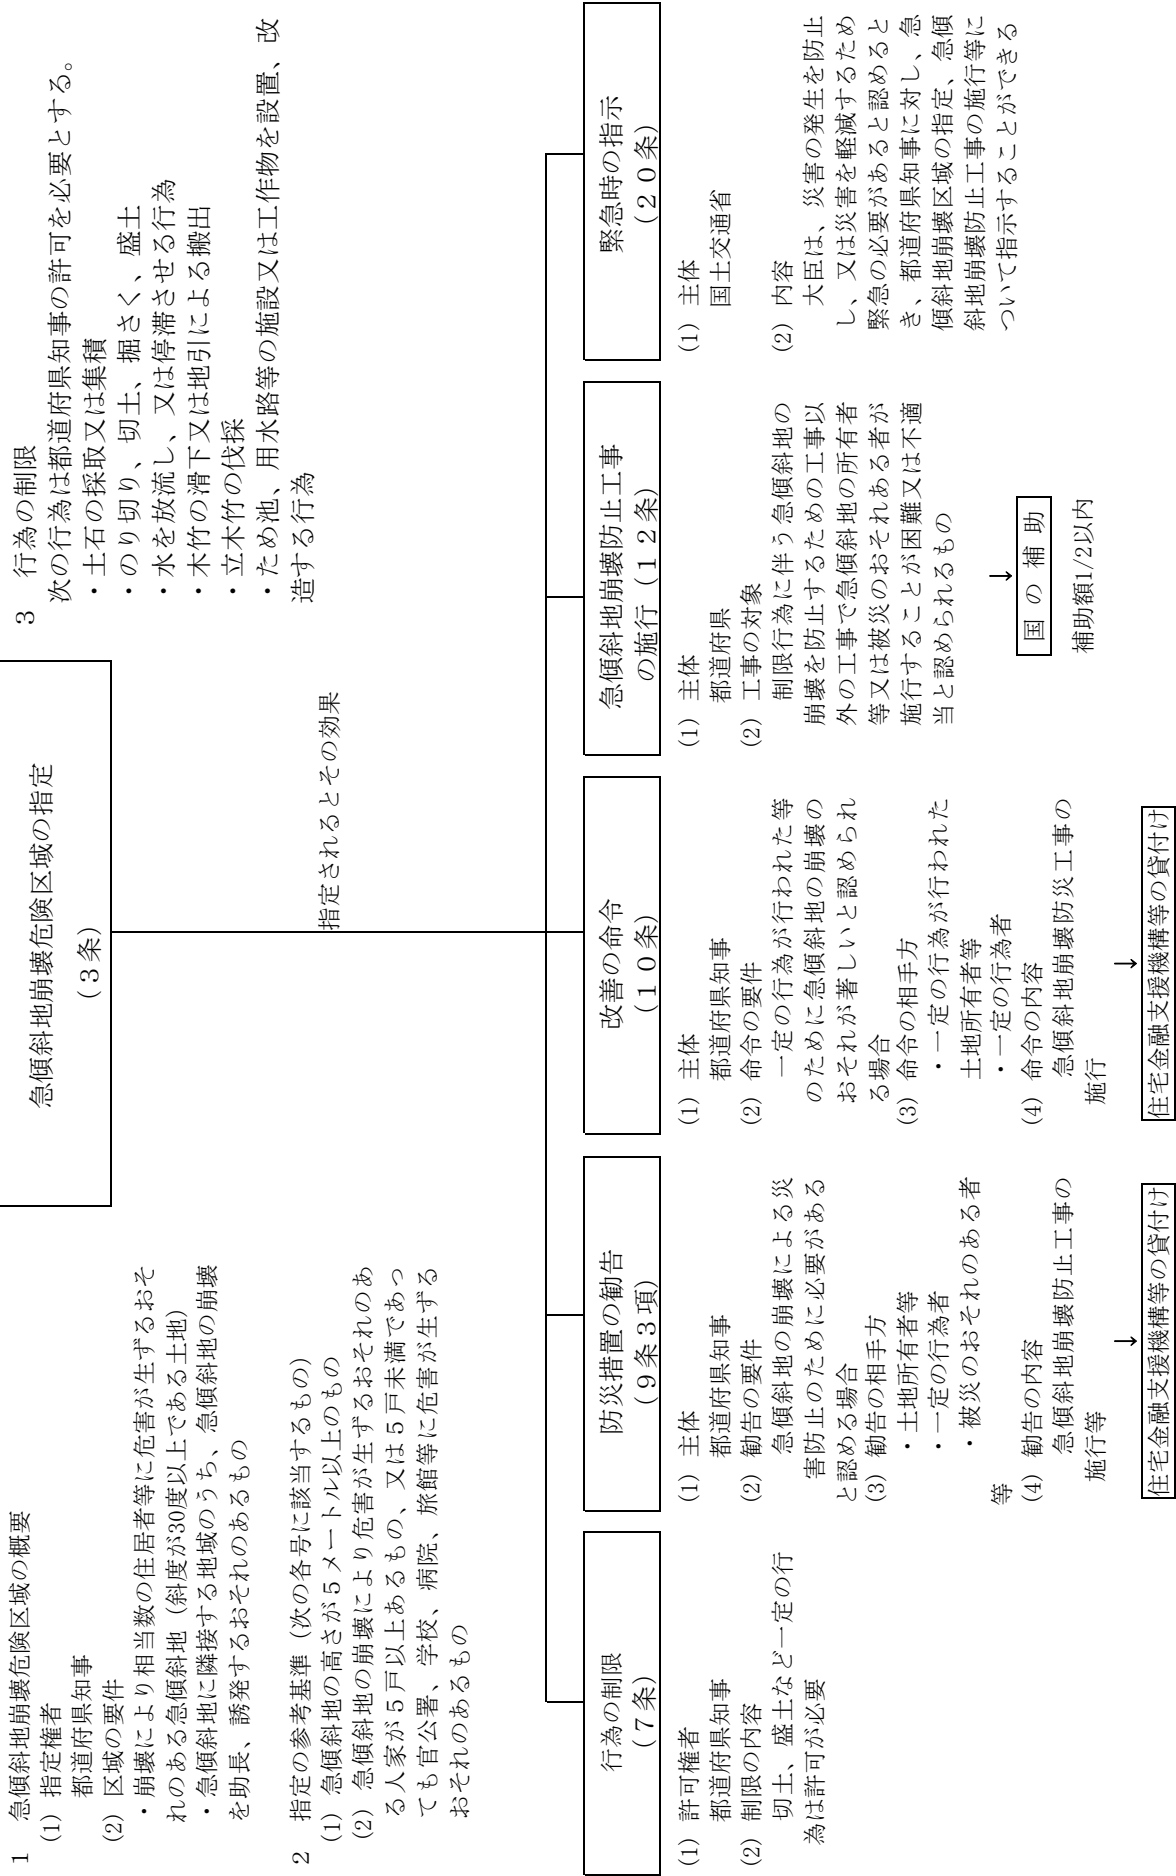 急傾斜地崩壊危険区域の指定
(3条)
1 急傾斜地崩壊危険区域の概要
(1) 指定権者
都道府県知事
(2) 区域の要件
・崩壊により相当数の住居者等に危害が生ずるおそ
れのある急傾斜地(斜度が30度以上である土地)
・急傾斜地に隣接する地域のうち、急傾斜地の崩壊
を助長、誘発するおそれのあるもの
2 指定の参考基準(次の各号に該当するもの)
(1) 急傾斜地の高さが5メートル以上のもの
(2) 急傾斜地の崩壊により危害が生ずるおそれのあ
る人家が5戸以上あるもの、又は5戸未満であっ
ても官公署、学校、病院、旅館等に危害が生ずる
おそれのあるもの
3 行為の制限
次の行為は都道府県知事の許可を必要とする。
・土石の採取又は集積
・のり切り、切土、掘さく、盛土
・水を放流し、又は停滞させる行為
・木竹の滑下又は地引による搬出
・立木竹の伐採
・ため池、用水路等の施設又は工作物を設置、改
造する行為
指定されるとその効果
行為の制限
(7条)
(1) 許可権者
都道府県知事
(2) 制限の内容
切土、盛土など一定の行
為は許可が必要
防災措置の勧告
(9条3項)
(1) 主体
都道府県知事
(2) 勧告の要件
急傾斜地の崩壊による災
害防止のために必要がある
と認める場合
(3) 勧告の相手方
・土地所有者等
・一定の行為者
・被災のおそれのある者
等
(4) 勧告の内容
急傾斜地崩壊防止工事の
施行等
↓
住宅金融支援機構等の貸付け
改善の命令
(10条)
(1) 主体
都道府県知事
(2) 命令の要件
一定の行為が行われた等
のために急傾斜地の崩壊の
おそれが著しいと認められ
る場合
(3) 命令の相手方
・一定の行為が行われた
土地所有者等
・一定の行為者
(4) 命令の内容
急傾斜地崩壊防災工事の
施行
↓
住宅金融支援機構等の貸付け
急傾斜地崩壊防止工事
の施行(12条)
(1) 主体
都道府県
(2) 工事の対象
制限行為に伴う急傾斜地の
崩壊を防止するための工事以
外の工事で急傾斜地の所有者
等又は被災のおそれある者が
施行することが困難又は不適
当と認められるもの
↓
国の補助
補助額1/2以内
緊急時の指示
(20条)
(1) 主体
国土交通省
(2) 内容
大臣は、災害の発生を防止
し、又は災害を軽減するため
緊急の必要があると認めると
き、都道府県知事に対し、急
傾斜地崩壊区域の指定、急傾
斜地崩壊防止工事の施行等に
ついて指示することができる